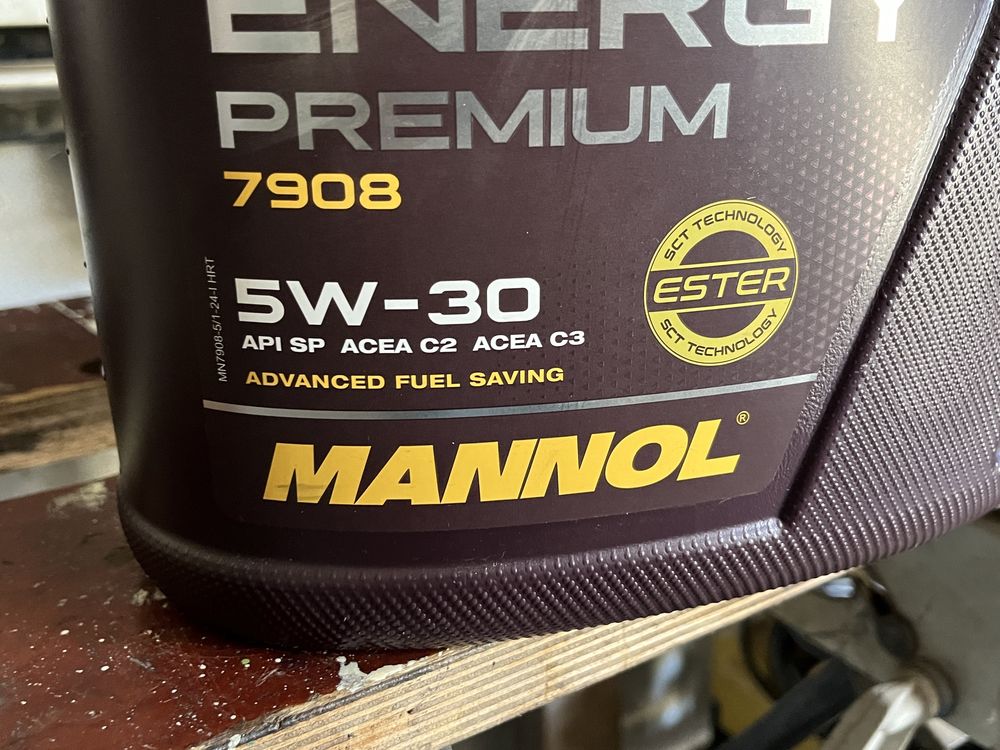 ENERGY
PREMIUM
7908
5W-30
API SP ACEA C2 ACEA C3
ADVANCED FUEL SAVING
MANNOL®
SCT TECHNOLOGY
ESTER
SCT TECHNOLOGY
MN7908-5/1-24-I HRT